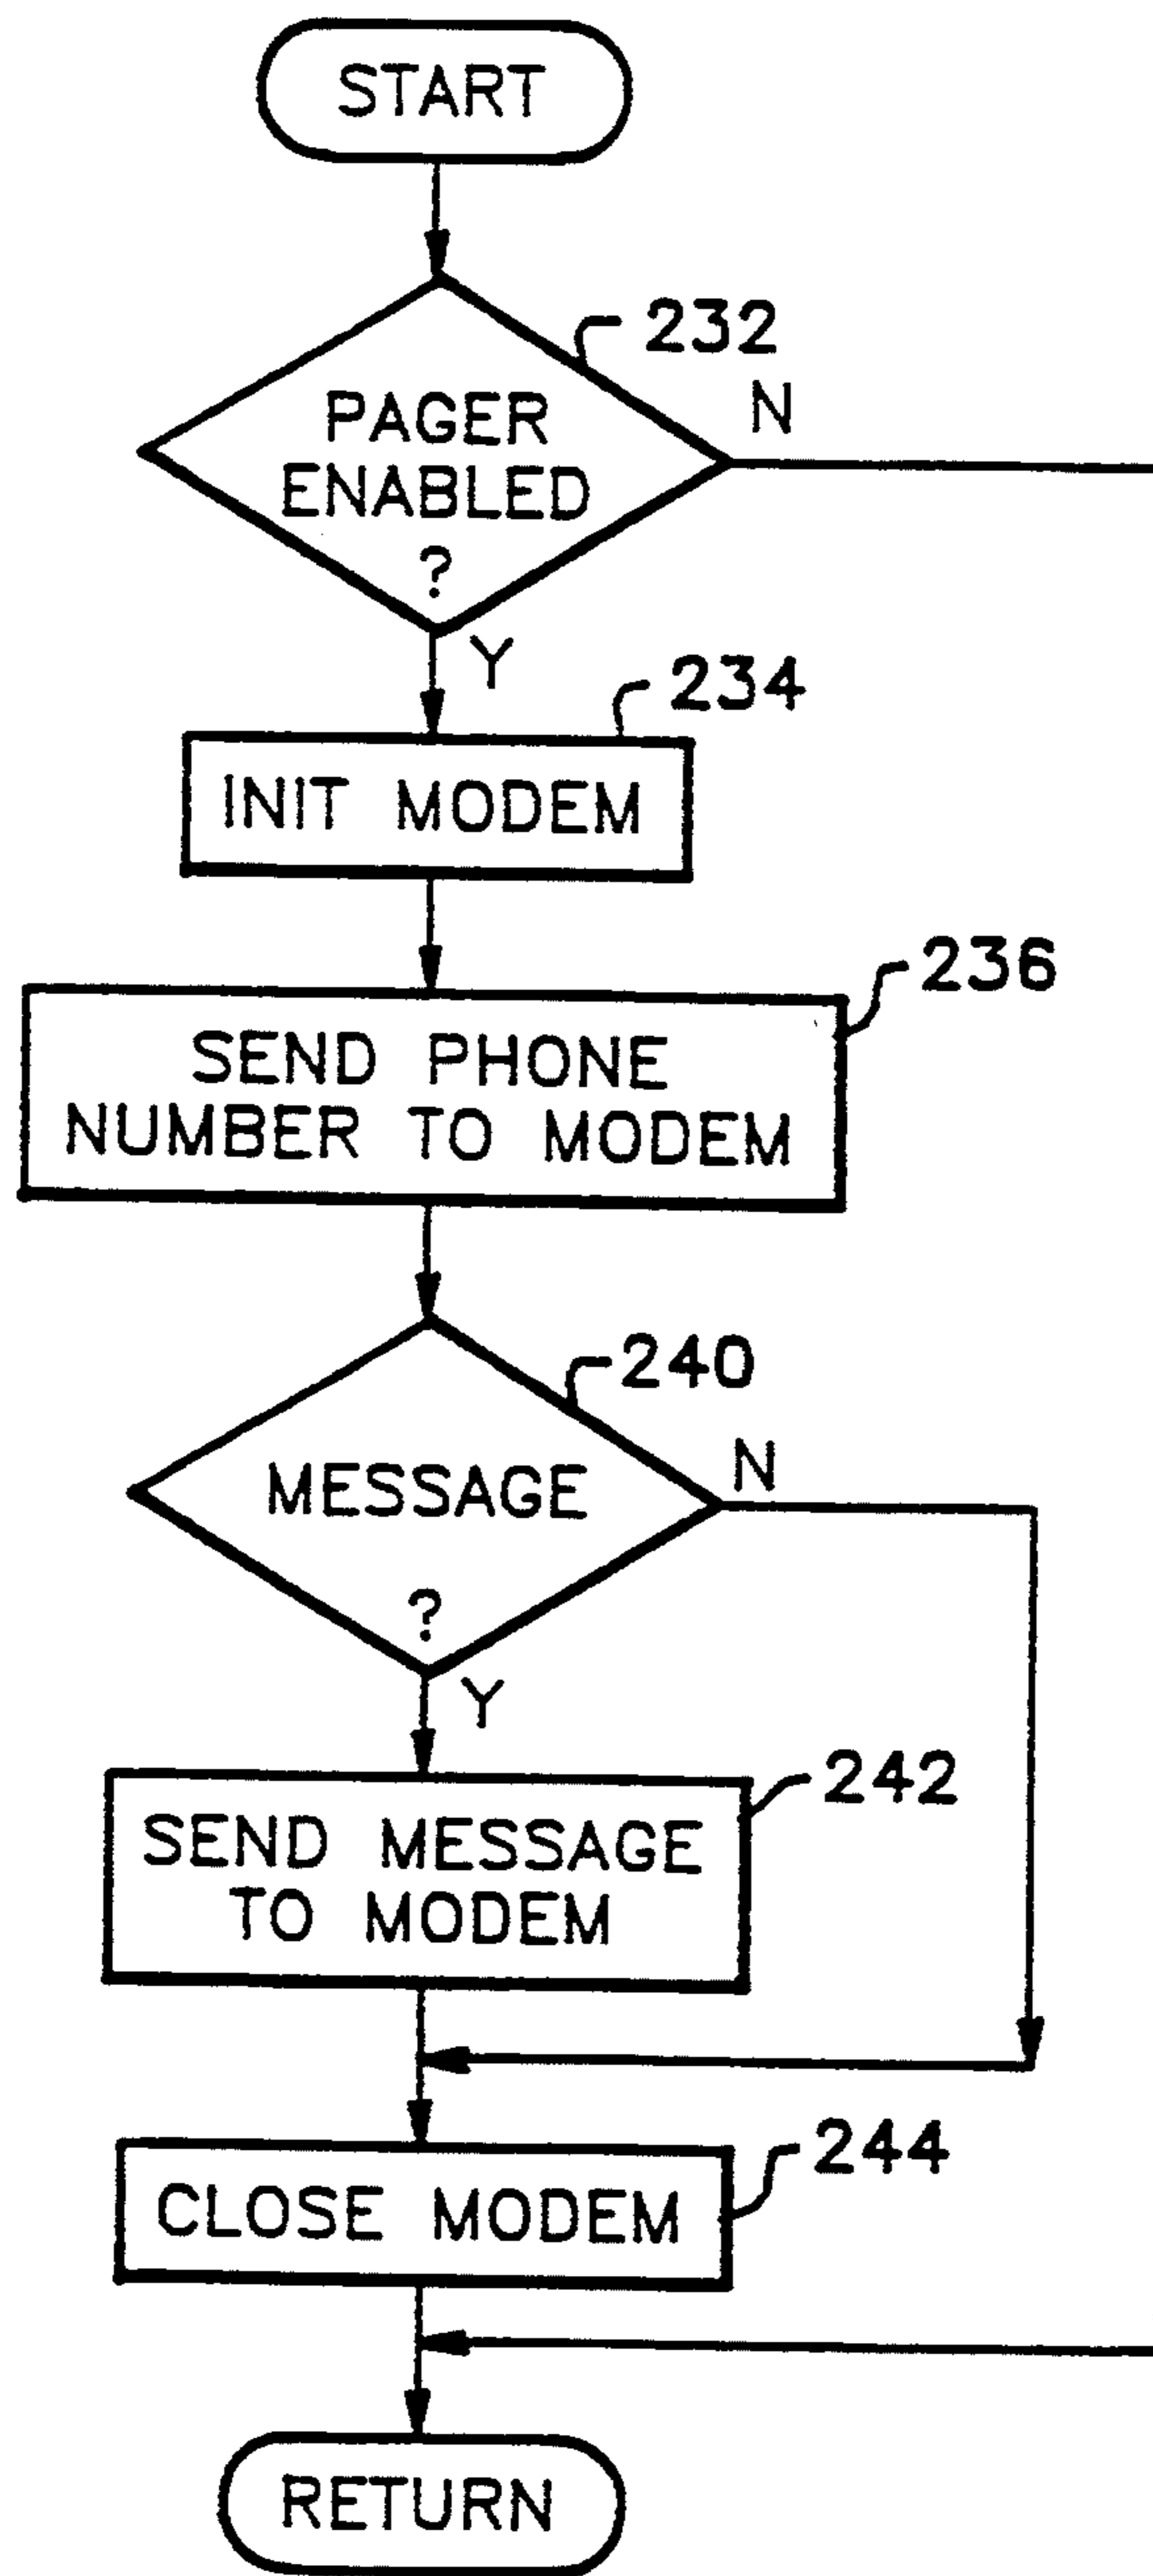 START
232
PAGER
ENABLED
?
N
Y
234
INIT MODEM
236
SEND PHONE
NUMBER TO MODEM
240
MESSAGE
?
N
Y
242
SEND MESSAGE
TO MODEM
244
CLOSE MODEM
RETURN